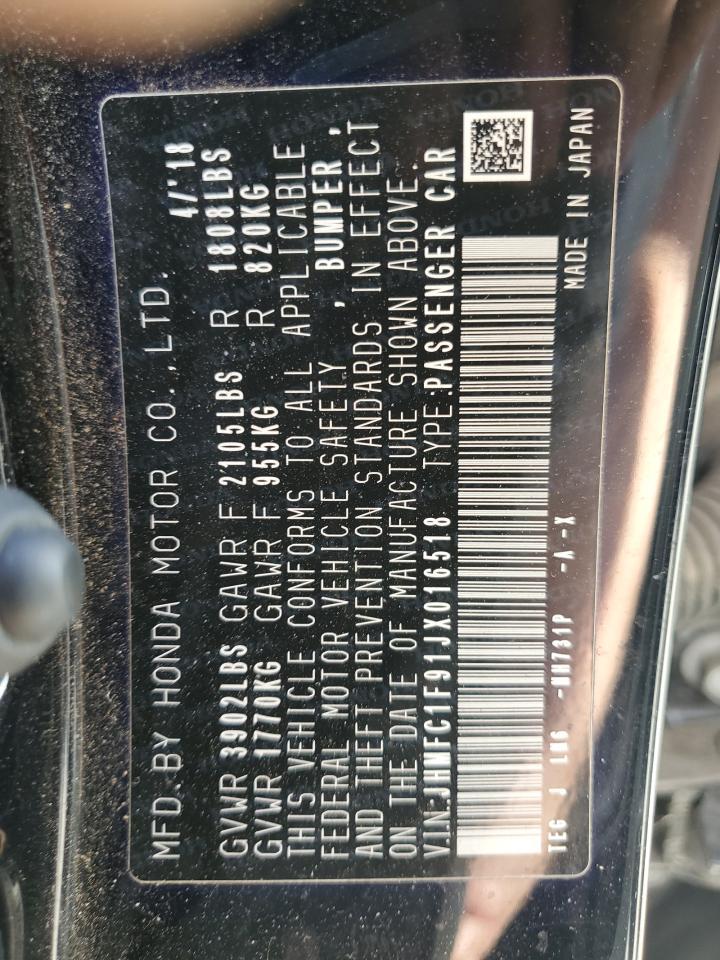 MFD.BY HONDA MOTOR CO.,LTD. 4/'18
GVWR 3902LBS GAWR F 2105LBS R 1808LBS
GVWR 1770KG GAWR F 955KG R 820KG
THIS VEHICLE CONFORMS TO ALL APPLICABLE
FEDERAL MOTOR VEHICLE SAFETY , BUMPER,
AND THEFT PREVENTION STANDARDS IN EFFECT
ON THE DATE OF MANUFACTURE SHOWN ABOVE.
V.I.N.:JHMFC1F91JX016518 TYPE:PASSENGER CAR
TEG J LM6 -NH731P -A-X MADE IN JAPAN